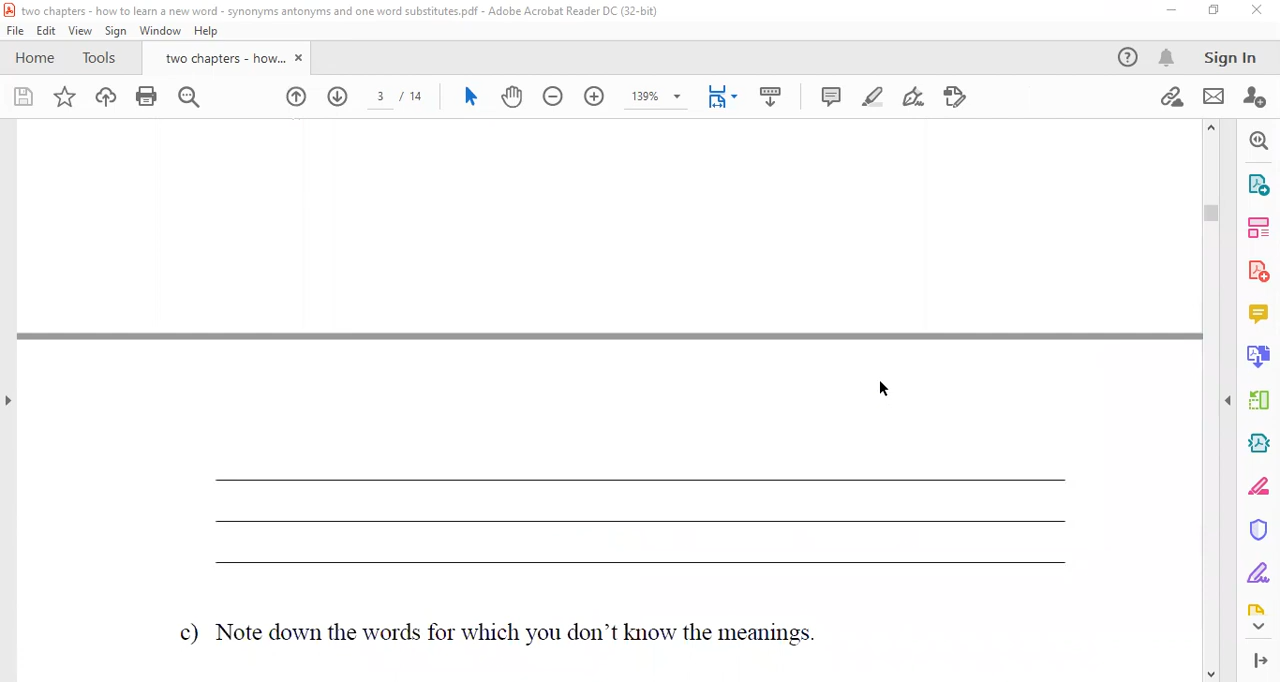 two chapters - how to learn a new word - synonyms antonyms and one word substitutes.pdf - Adobe Acrobat Reader DC (32-bit)
File Edit View Sign Window Help
Home Tools two chapters - how... × Sign In
3 / 14 139%
c) Note down the words for which you don’t know the meanings.